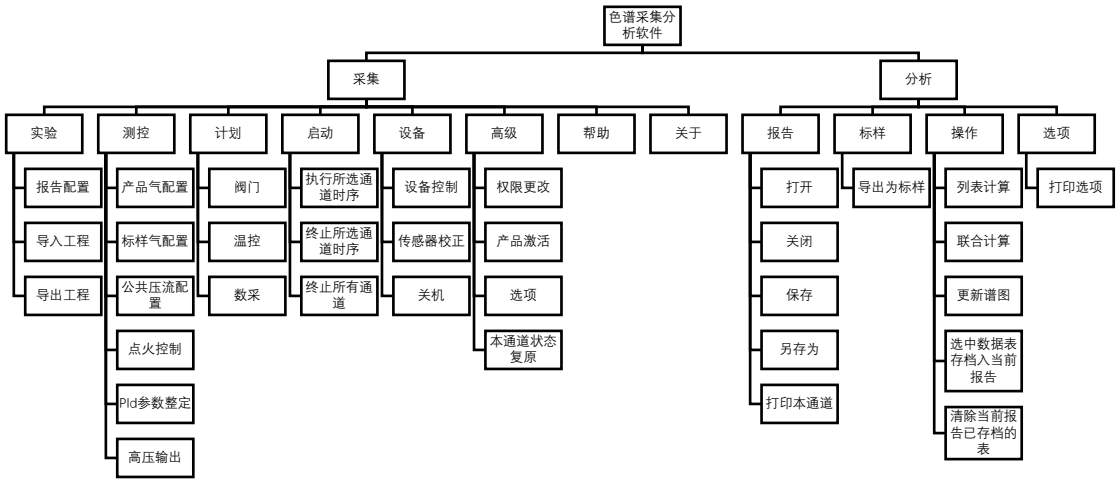 色谱采集分
析软件
采集
分析
实验
测控
计划
启动
设备
高级
帮助
关于
报告
标样
操作
选项
报告配置
导入工程
导出工程
产品气配置
标样气配置
公共压流配
置
点火控制
PId参数整定
高压输出
阀门
温控
数采
执行所选通
道时序
终止所选通
道时序
终止所有通
道
设备控制
传感器校正
关机
权限更改
产品激活
选项
本通道状态
复原
打开
关闭
保存
另存为
打印本通道
导出为标样
列表计算
联合计算
更新谱图
选中数据表
存档入当前
报告
清除当前报
告已存档的
表
打印选项